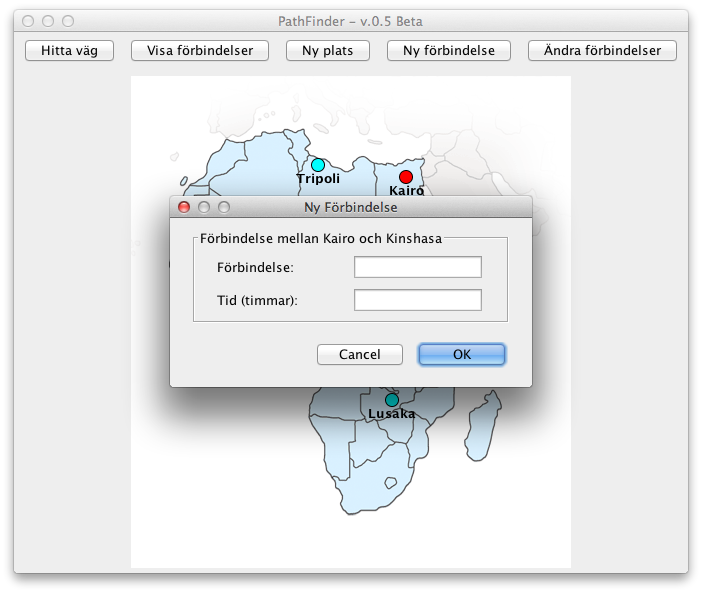 PathFinder – v.0.5 Beta
Hitta väg Visa förbindelser Ny plats Ny förbindelse Ändra förbindelser
Tripoli
Kairo
Ny Förbindelse
Förbindelse mellan Kairo och Kinshasa
Förbindelse:
Tid (timmar):
Cancel OK
Lusaka